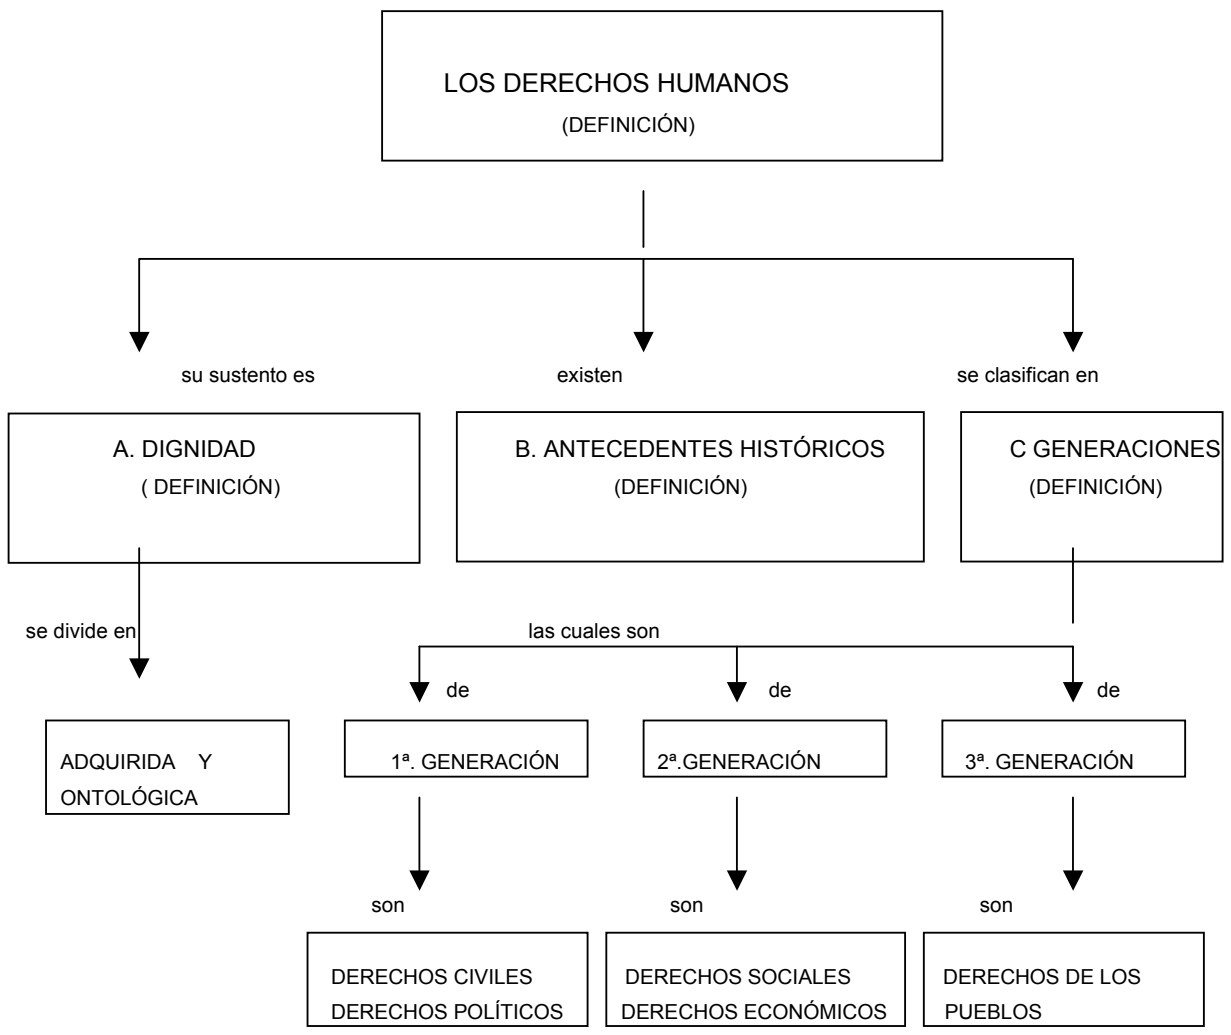 LOS DERECHOS HUMANOS
(DEFINICIÓN)
su sustento es
existen
se clasifican en
A. DIGNIDAD
( DEFINICIÓN)
B. ANTECEDENTES HISTÓRICOS
(DEFINICIÓN)
C GENERACIONES
(DEFINICIÓN)
se divide en
las cuales son
de
de
de
ADQUIRIDA Y
ONTOLÓGICA
1ª. GENERACIÓN
2ª.GENERACIÓN
3ª. GENERACIÓN
son
son
son
DERECHOS CIVILES
DERECHOS POLÍTICOS
DERECHOS SOCIALES
DERECHOS ECONÓMICOS
DERECHOS DE LOS
PUEBLOS